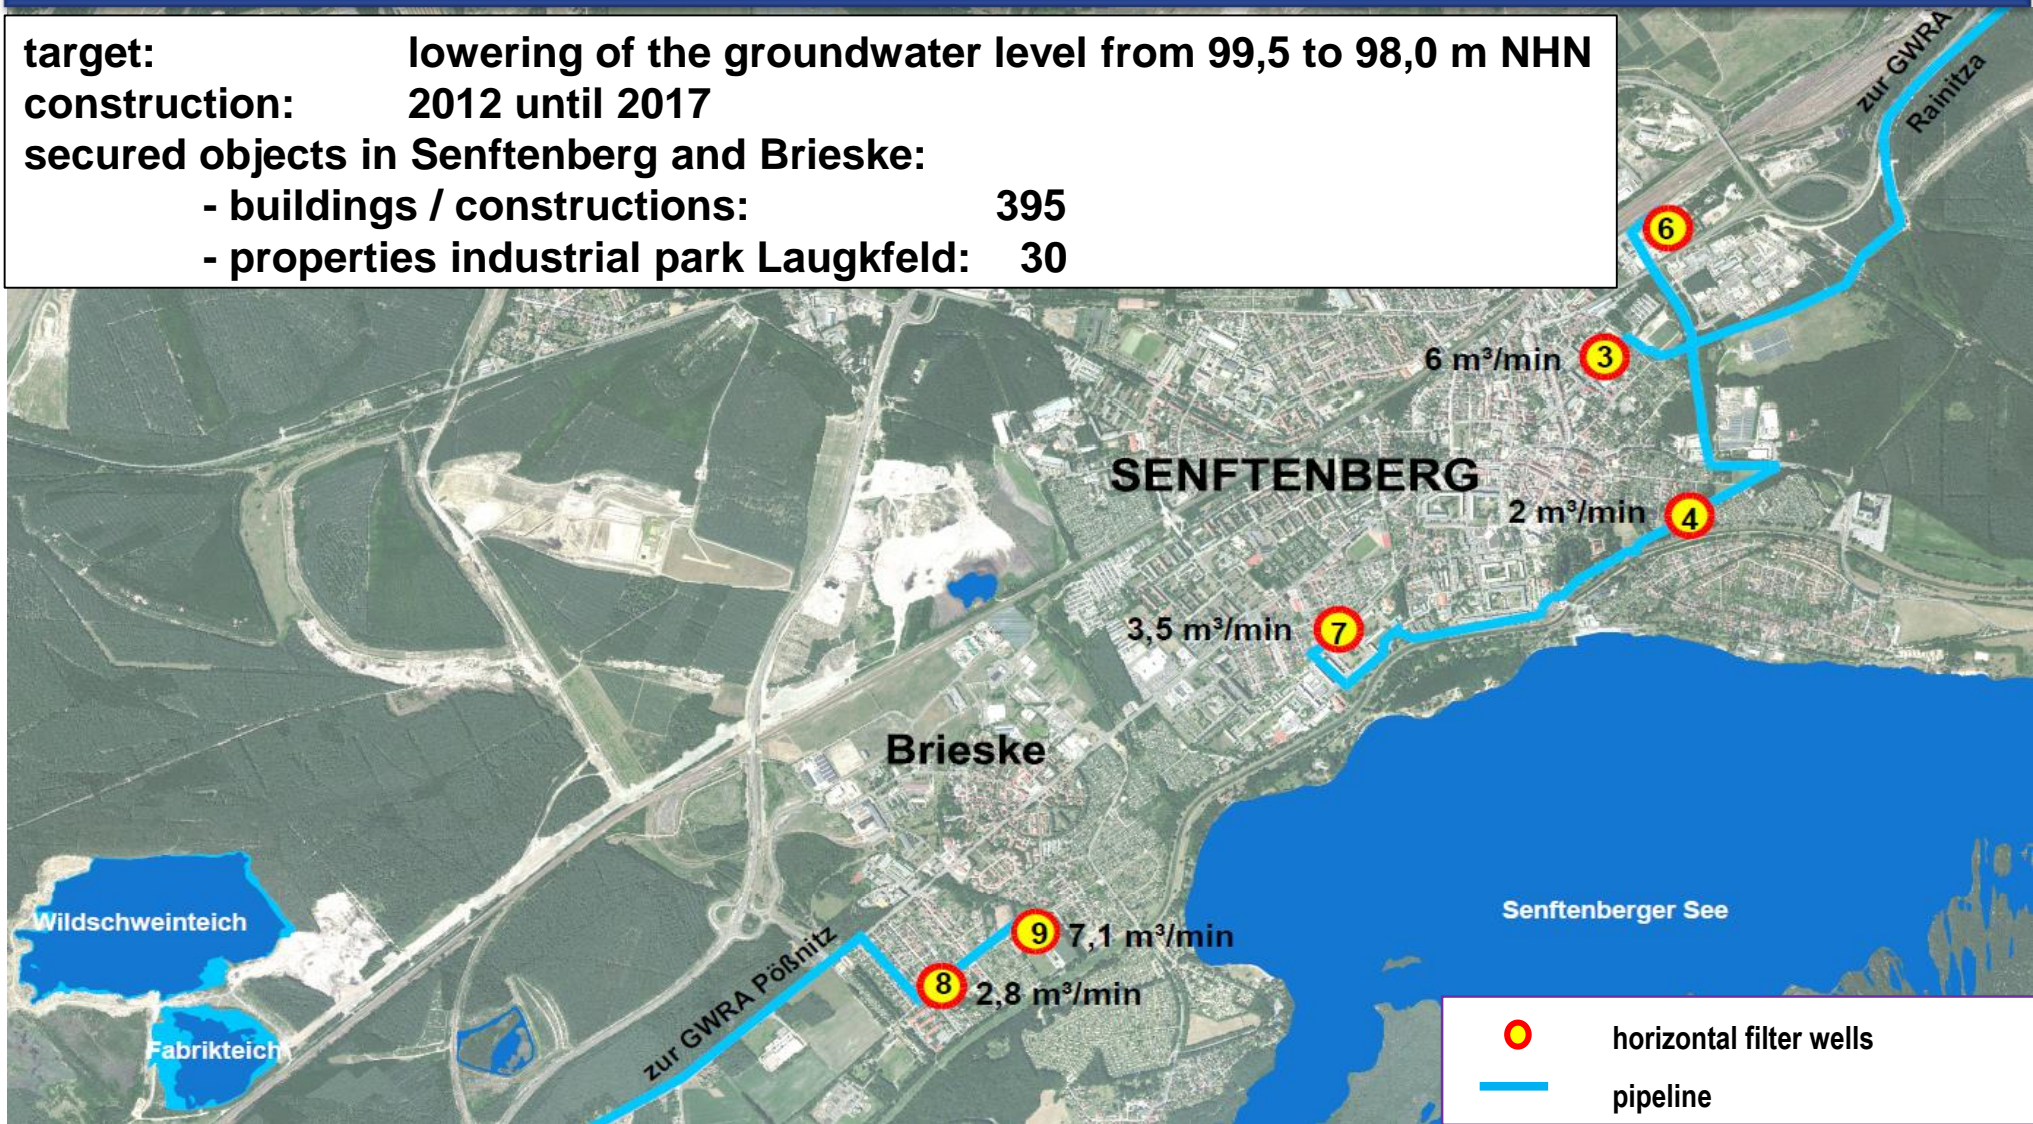 target: lowering of the groundwater level from 99,5 to 98,0 m NHN
construction: 2012 until 2017
secured objects in Senftenberg and Brieske:
- buildings / constructions: 395
- properties industrial park Laugkfeld: 30
zur GWRA
Rainitza
6
6 m³/min 3
SENFTENBERG
2 m³/min 4
3,5 m³/min 7
Brieske
Wildschweinteich
Senftenberger See
9 7,1 m³/min
8 2,8 m³/min
zur GWRA Pößnitz
Fabrikteich
horizontal filter wells
pipeline